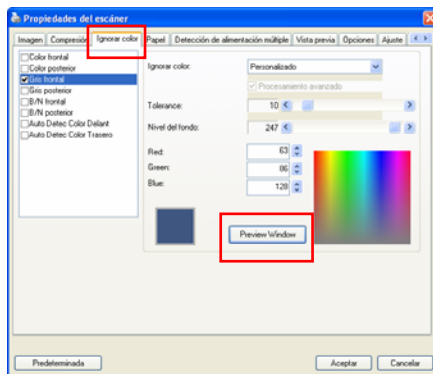 Propiedades del escáner
Imagen Compresión Ignorar color Papel Detección de alimentación múltiple Vista previa Opciones Ajuste
Color frontal
Color posterior
Gris frontal
Gris posterior
B/N frontal
B/N posterior
Auto Detec Color Delant
Auto Detec Color Trasero
Ignorar color: Personalizado
Procesamiento avanzado
Tolerance: 10
Nivel del fondo: 247
Red: 63
Green: 86
Blue: 128
Preview Window
Predeterminada Aceptar Cancelar